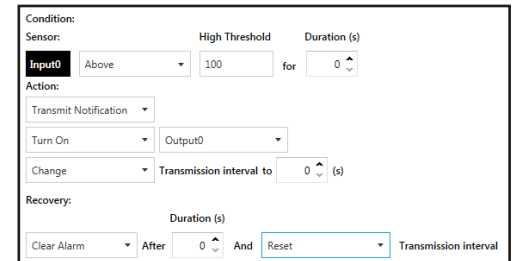 Condition:
Sensor: High Threshold Duration (s)
Input0 Above 100 for 0
Action:
Transmit Notification
Turn On Output0
Change Transmission interval to 0 (s)
Recovery:
Duration (s)
Clear Alarm After 0 And Reset Transmission interval